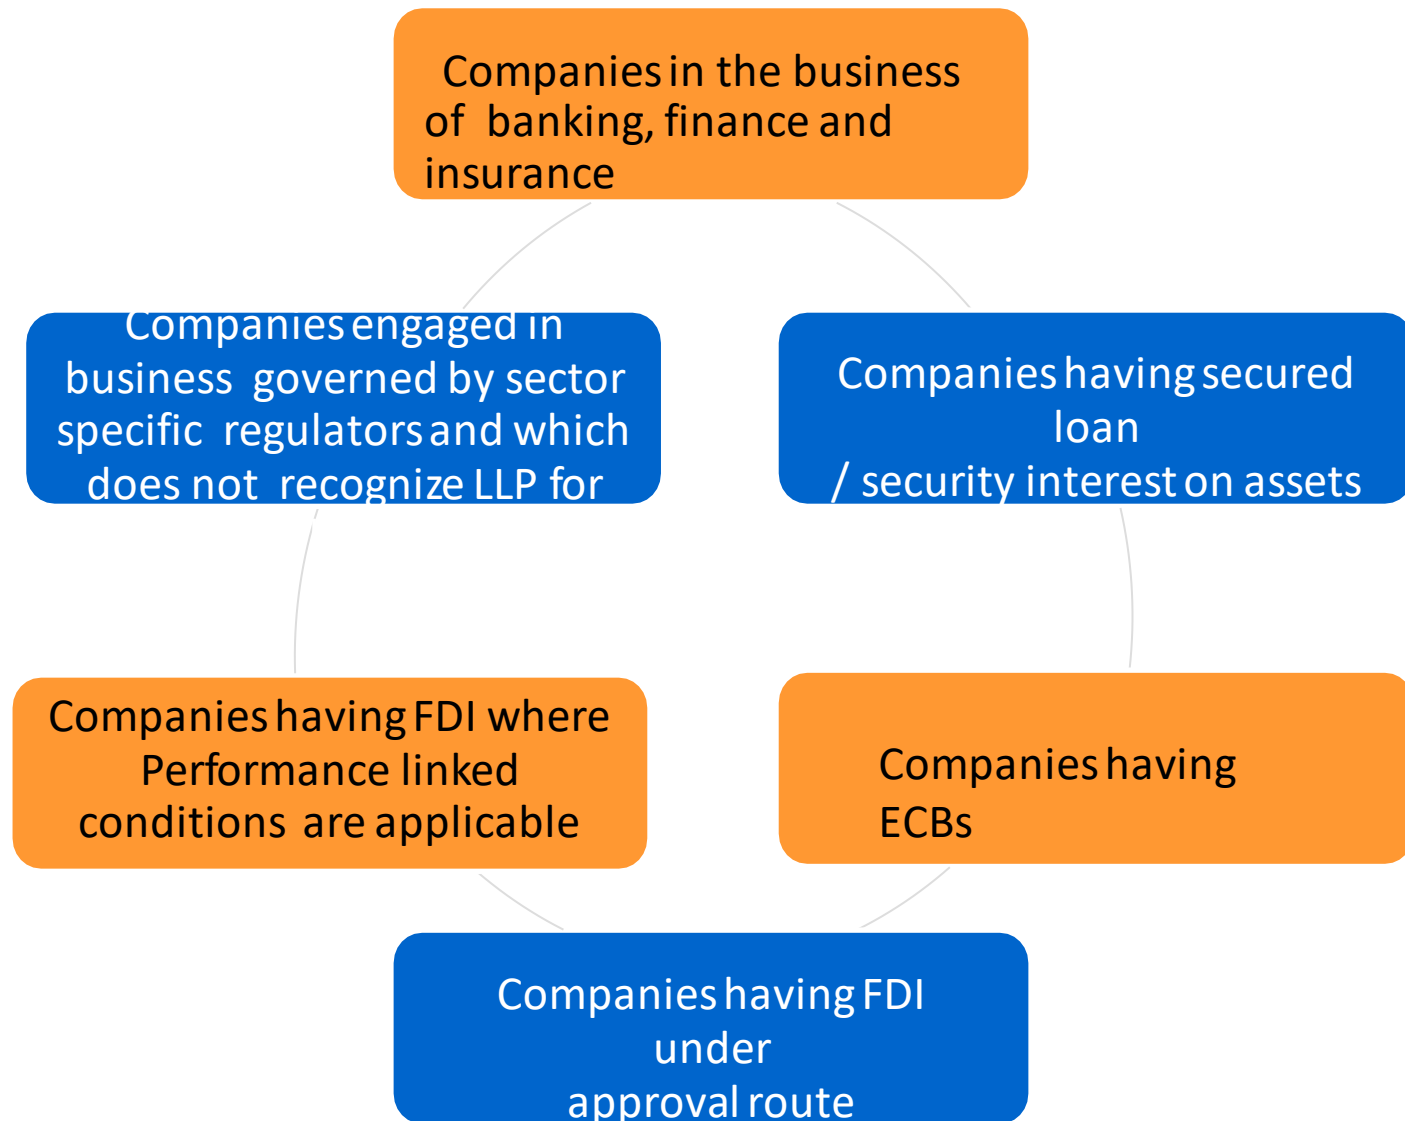 Companies in the business
of banking, finance and
insurance
Companies engaged in
business governed by sector
specific regulators and which
does not recognize LLP for
Companies having secured
loan
/ security interest on assets
Companies having FDI where
Performance linked
conditions are applicable
Companies having
ECBs
Companies having FDI
under
approval route